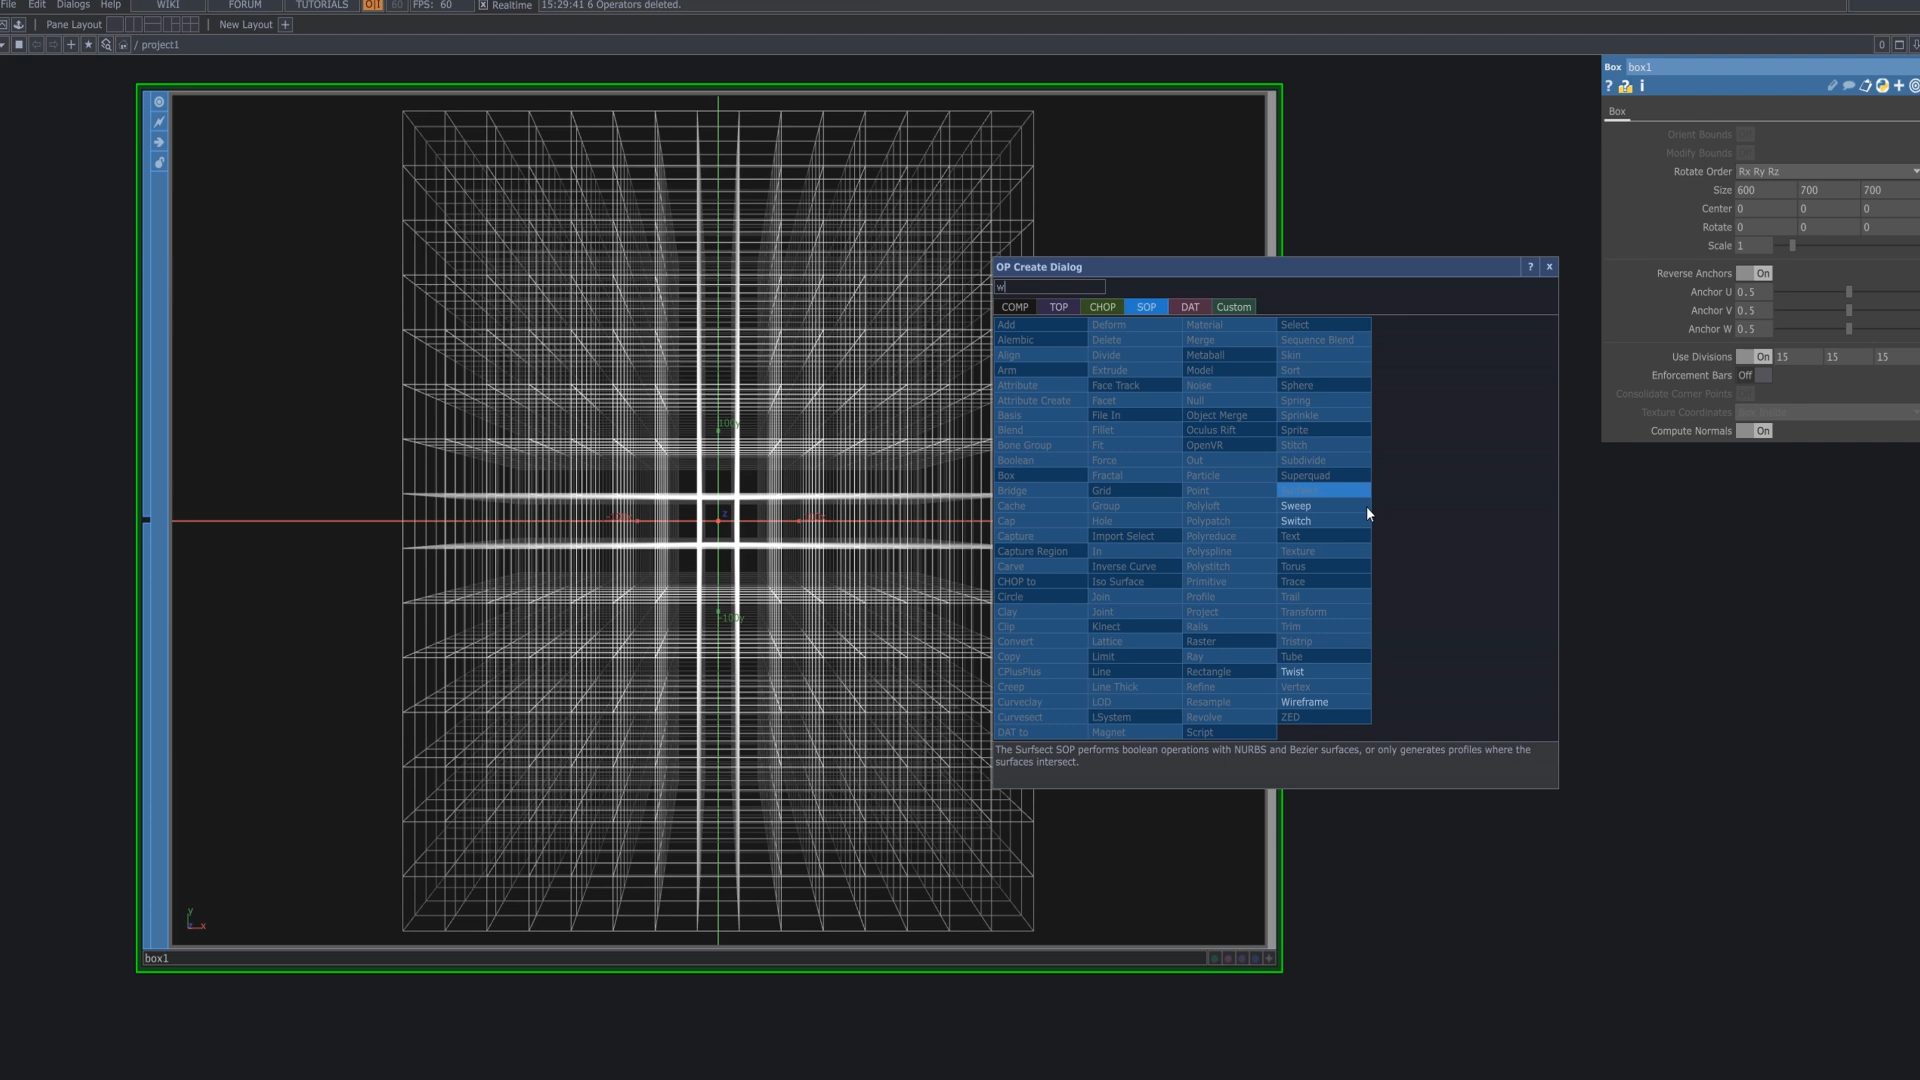 File Edit Dialogs Help WIKI FORUM TUTORIALS O|I 60 FPS: 60 Realtime 15:29:41 6 Operators deleted.
Pane Layout New Layout +
/ project1 0
Box box1
? i
Box
Orient Bounds
Modify Bounds
Rotate Order Rx Ry Rz
Size 600 700 700
Center 0 0 0
Rotate 0 0 0
Scale 1
Reverse Anchors On
Anchor U 0.5
Anchor V 0.5
Anchor W 0.5
Use Divisions On 15 15 15
Enforcement Bars Off
Consolidate Corner Points
Texture Coordinates
Compute Normals On
OP Create Dialog ? x
w
COMP TOP CHOP SOP DAT Custom
Add Deform Material Select
Alembic Delete Merge Sequence Blend
Align Divide Metaball Skin
Arm Extrude Model Sort
Attribute Face Track Noise Sphere
Attribute Create Facet Null Spring
Basis File In Object Merge Sprinkle
Blend Fillet Oculus Rift Sprite
Bone Group Fit OpenVR Stitch
Boolean Force Out Subdivide
Box Fractal Particle Superquad
Bridge Grid Point
Cache Group Polyloft Sweep
Cap Hole Polypatch Switch
Capture Import Select Polyreduce Text
Capture Region In Polyspline Texture
Carve Inverse Curve Polystitch Torus
CHOP to Iso Surface Primitive Trace
Circle Join Profile Trail
Clay Joint Project Transform
Clip Kinect Rails Trim
Convert Lattice Raster Tristrip
Copy Limit Ray Tube
CPlusPlus Line Rectangle Twist
Creep Line Thick Refine Vertex
Curveclay LOD Resample Wireframe
Curvesect LSystem Revolve ZED
DAT to Magnet Script
The Surfsect SOP performs boolean operations with NURBS and Bezier surfaces, or only generates profiles where the
surfaces intersect.
100y
z
-100y
y
x
box1